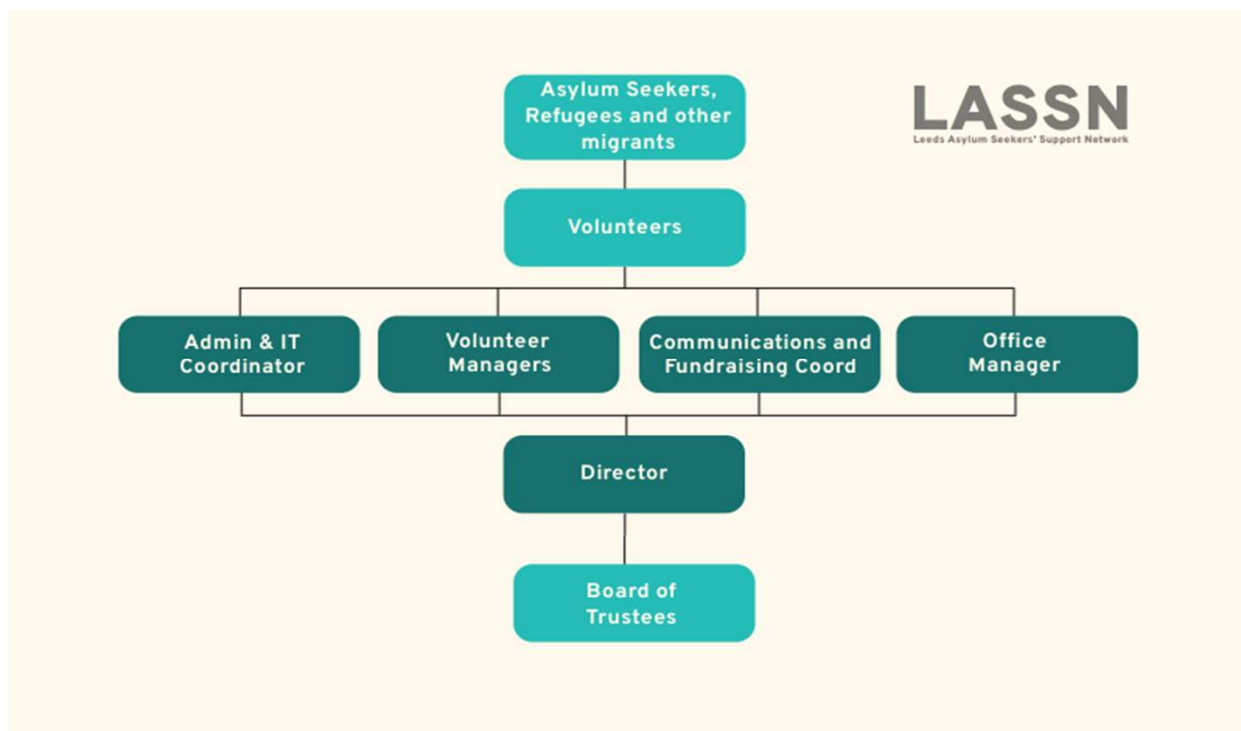 Asylum Seekers,
Refugees and other
migrants
LASSN
Leeds Asylum Seekers' Support Network
Volunteers
Admin & IT
Coordinator
Volunteer
Managers
Communications and
Fundraising Coord
Office
Manager
Director
Board of
Trustees